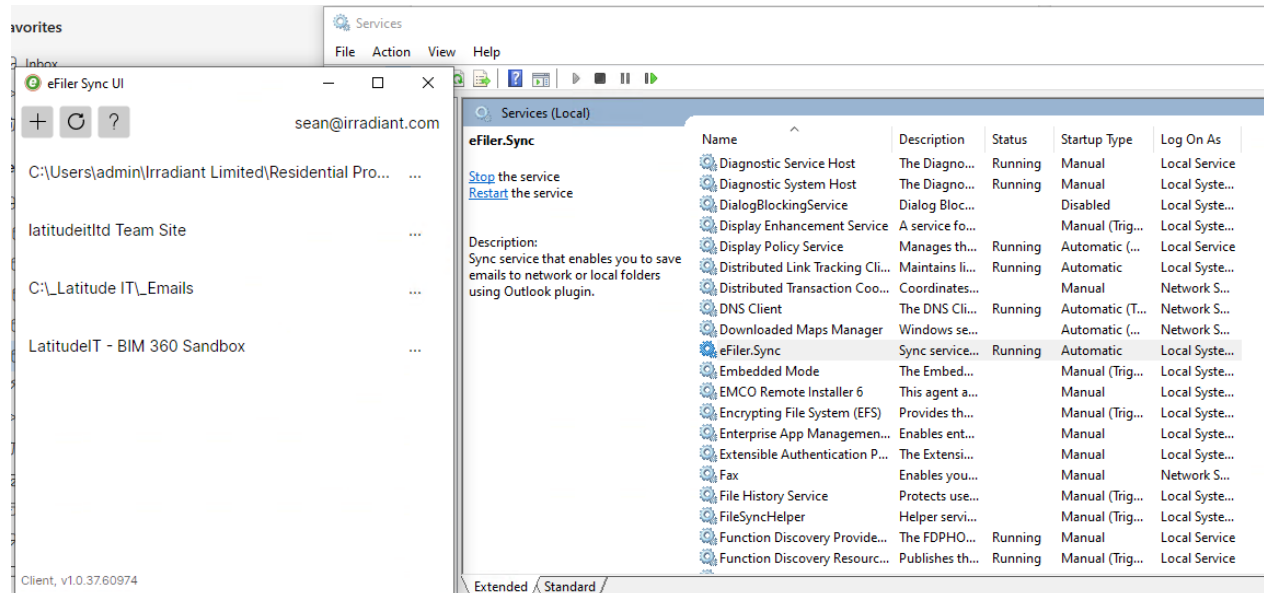 avorites
Inbox
eFiler Sync UI
sean@irradiant.com
C:\Users\admin\Irradiant Limited\Residential Pro... ...
latitudeitltd Team Site ...
C:\_Latitude IT\_Emails ...
LatitudeIT - BIM 360 Sandbox ...
Client, v1.0.37.60974
Services
File Action View Help
Services (Local)
eFiler.Sync
Stop the service
Restart the service
Description:
Sync service that enables you to save
emails to network or local folders
using Outlook plugin.
Name Description Status Startup Type Log On As
Diagnostic Service Host The Diagno... Running Manual Local Service
Diagnostic System Host The Diagno... Running Manual Local Syste...
DialogBlockingService Dialog Bloc... Disabled Local Syste...
Display Enhancement Service A service fo... Manual (Trig... Local Syste...
Display Policy Service Manages th... Running Automatic (... Local Service
Distributed Link Tracking Cli... Maintains li... Running Automatic Local Syste...
Distributed Transaction Coo... Coordinates... Manual Network S...
DNS Client The DNS Cli... Running Automatic (T... Network S...
Downloaded Maps Manager Windows se... Automatic (... Network S...
eFiler.Sync Sync service... Running Automatic Local Syste...
Embedded Mode The Embed... Manual (Trig... Local Syste...
EMCO Remote Installer 6 This agent a... Manual Local Syste...
Encrypting File System (EFS) Provides th... Manual (Trig... Local Syste...
Enterprise App Managemen... Enables ent... Manual Local Syste...
Extensible Authentication P... The Extensi... Manual Local Syste...
Fax Enables you... Manual Network S...
File History Service Protects use... Manual (Trig... Local Syste...
FileSyncHelper Helper servi... Manual (Trig... Local Syste...
Function Discovery Provide... The FDPHO... Running Manual Local Service
Function Discovery Resourc... Publishes th... Running Manual (Trig... Local Service
Extended Standard